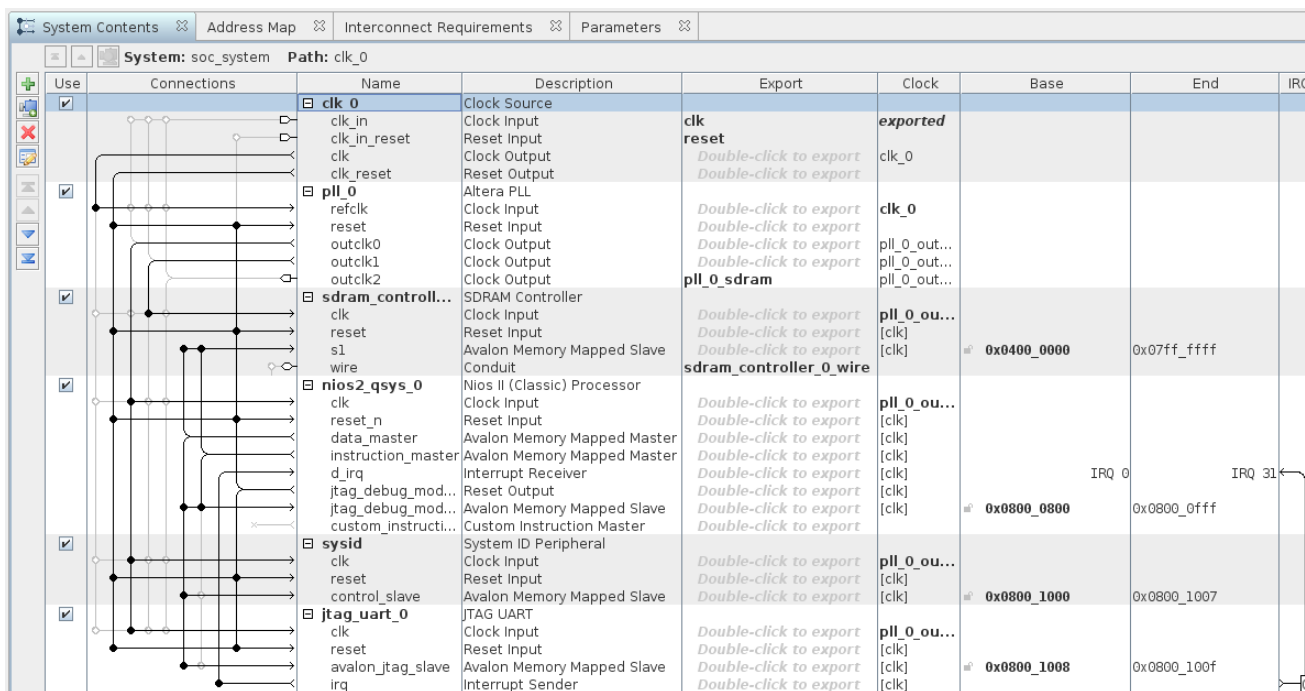 System Contents Address Map Interconnect Requirements Parameters
System: soc_system Path: clk_0
Use Connections Name Description Export Clock Base End IRQ
clk_0 Clock Source
clk_in Clock Input clk exported
clk_in_reset Reset Input reset
clk Clock Output Double-click to export clk_0
clk_reset Reset Output Double-click to export
pll_0 Altera PLL
refclk Clock Input Double-click to export clk_0
reset Reset Input Double-click to export
outclk0 Clock Output Double-click to export pll_0_out...
outclk1 Clock Output Double-click to export pll_0_out...
outclk2 Clock Output pll_0_sdram pll_0_out...
sdram_controll... SDRAM Controller
clk Clock Input Double-click to export pll_0_ou...
reset Reset Input Double-click to export [clk]
s1 Avalon Memory Mapped Slave Double-click to export [clk] 0x0400_0000 0x07ff_ffff
wire Conduit sdram_controller_0_wire
nios2_qsys_0 Nios II (Classic) Processor
clk Clock Input Double-click to export pll_0_ou...
reset_n Reset Input Double-click to export [clk]
data_master Avalon Memory Mapped Master Double-click to export [clk]
instruction_master Avalon Memory Mapped Master Double-click to export [clk]
d_irq Interrupt Receiver Double-click to export [clk] IRQ 0 IRQ 31
jtag_debug_mod... Reset Output Double-click to export [clk]
jtag_debug_mod... Avalon Memory Mapped Slave Double-click to export [clk] 0x0800_0800 0x0800_0fff
custom_instructi... Custom Instruction Master Double-click to export
sysid System ID Peripheral
clk Clock Input Double-click to export pll_0_ou...
reset Reset Input Double-click to export [clk]
control_slave Avalon Memory Mapped Slave Double-click to export [clk] 0x0800_1000 0x0800_1007
jtag_uart_0 JTAG UART
clk Clock Input Double-click to export pll_0_ou...
reset Reset Input Double-click to export [clk]
avalon_jtag_slave Avalon Memory Mapped Slave Double-click to export [clk] 0x0800_1008 0x0800_100f
irq Interrupt Sender Double-click to export [clk]